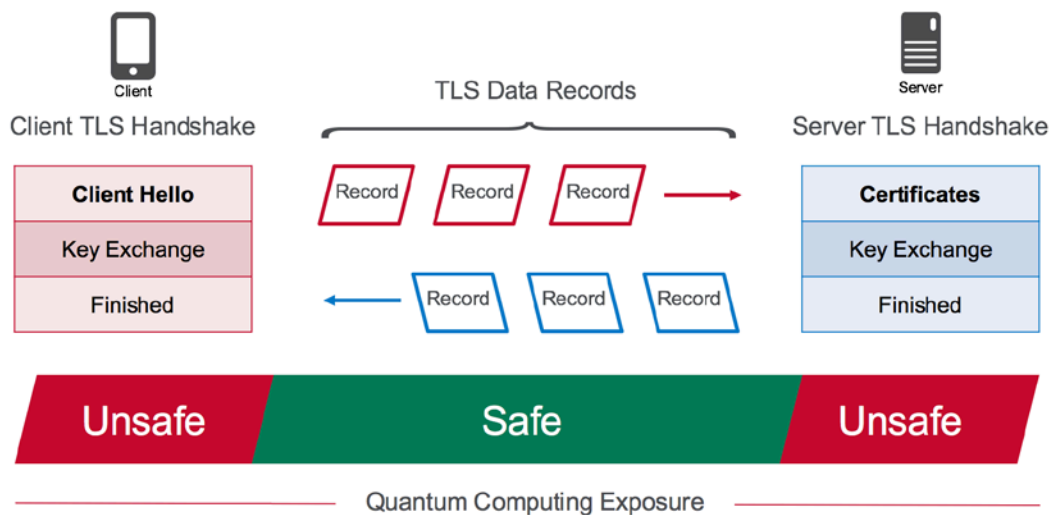 Client
Server
TLS Data Records
Client TLS Handshake
Server TLS Handshake
Client Hello
Record Record Record
Certificates
Key Exchange
Key Exchange
Finished
Record Record Record
Finished
Unsafe Safe Unsafe
Quantum Computing Exposure